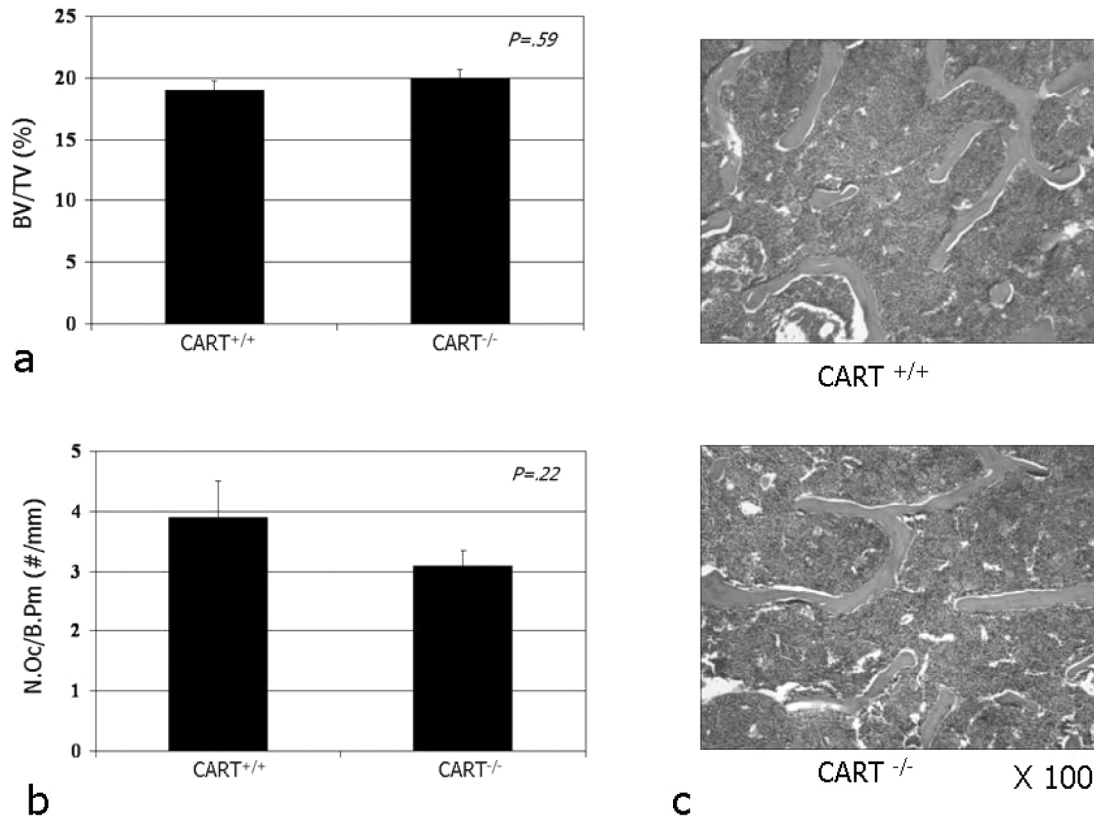 25
20
15
10
5
0
BV/TV (%)
P=.59
CART+/+
CART-/-
a
5
4
3
2
1
0
N.Oc/B.Pm (#/mm)
P=.22
CART+/+
CART-/-
b
CART +/+
CART -/-
X 100
c